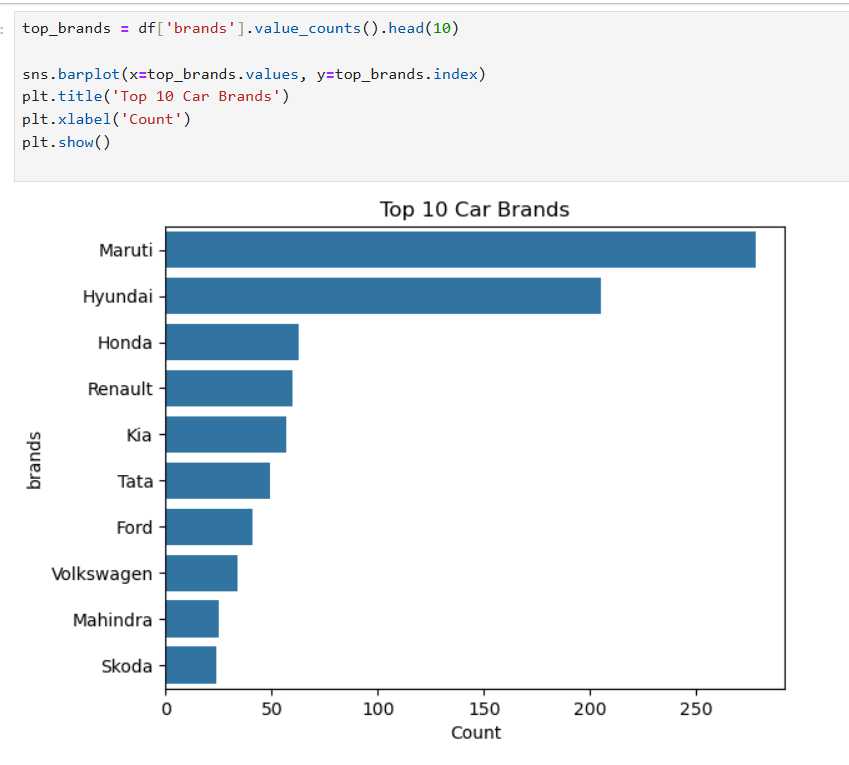 :
top_brands = df['brands'].value_counts().head(10)
sns.barplot(x=top_brands.values, y=top_brands.index)
plt.title('Top 10 Car Brands')
plt.xlabel('Count')
plt.show()
Top 10 Car Brands
Maruti
Hyundai
Honda
Renault
Kia
Tata
Ford
Volkswagen
Mahindra
Skoda
brands
0 50 100 150 200 250
Count